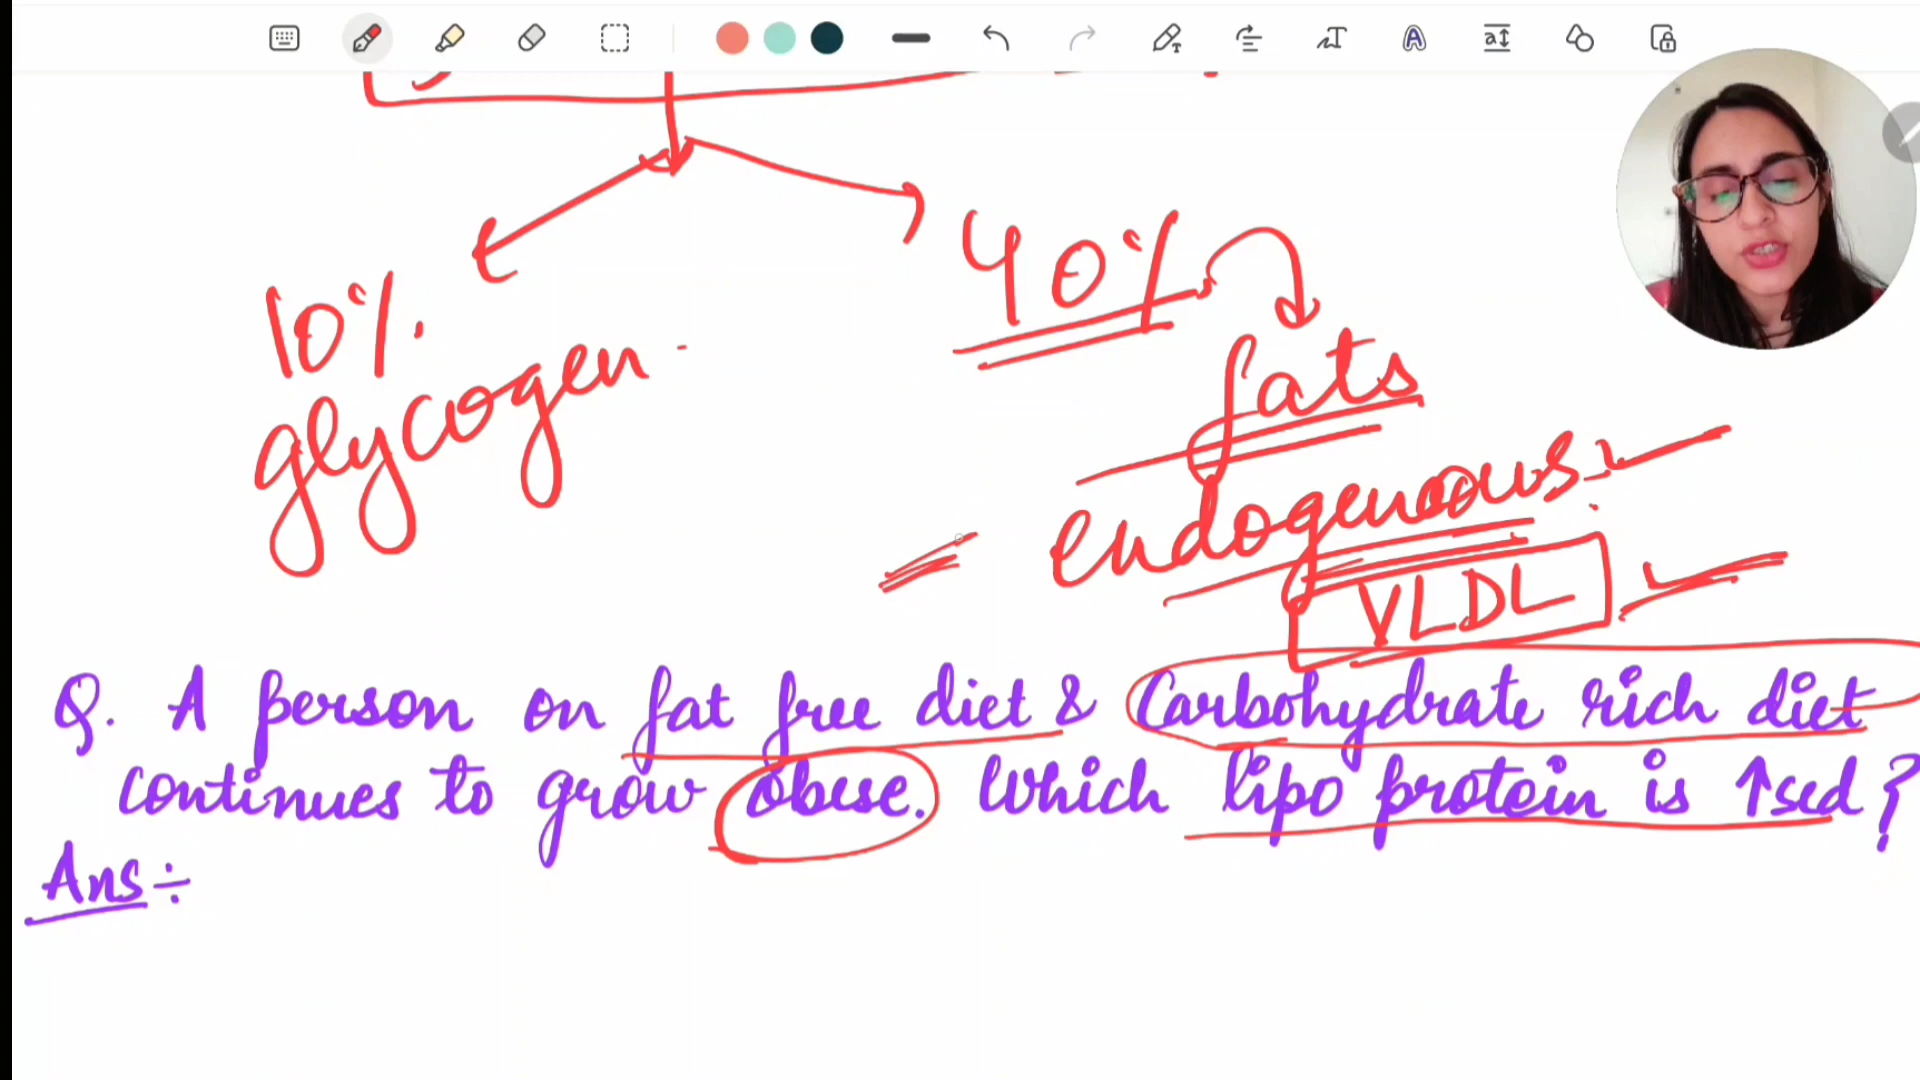 10%.
glycogen
40%
fats
endogeneous
VLDL
Q. A person on fat free diet & Carbohydrate rich diet
continues to grow obese. Which lipo protein is ↑sed?
Ans÷